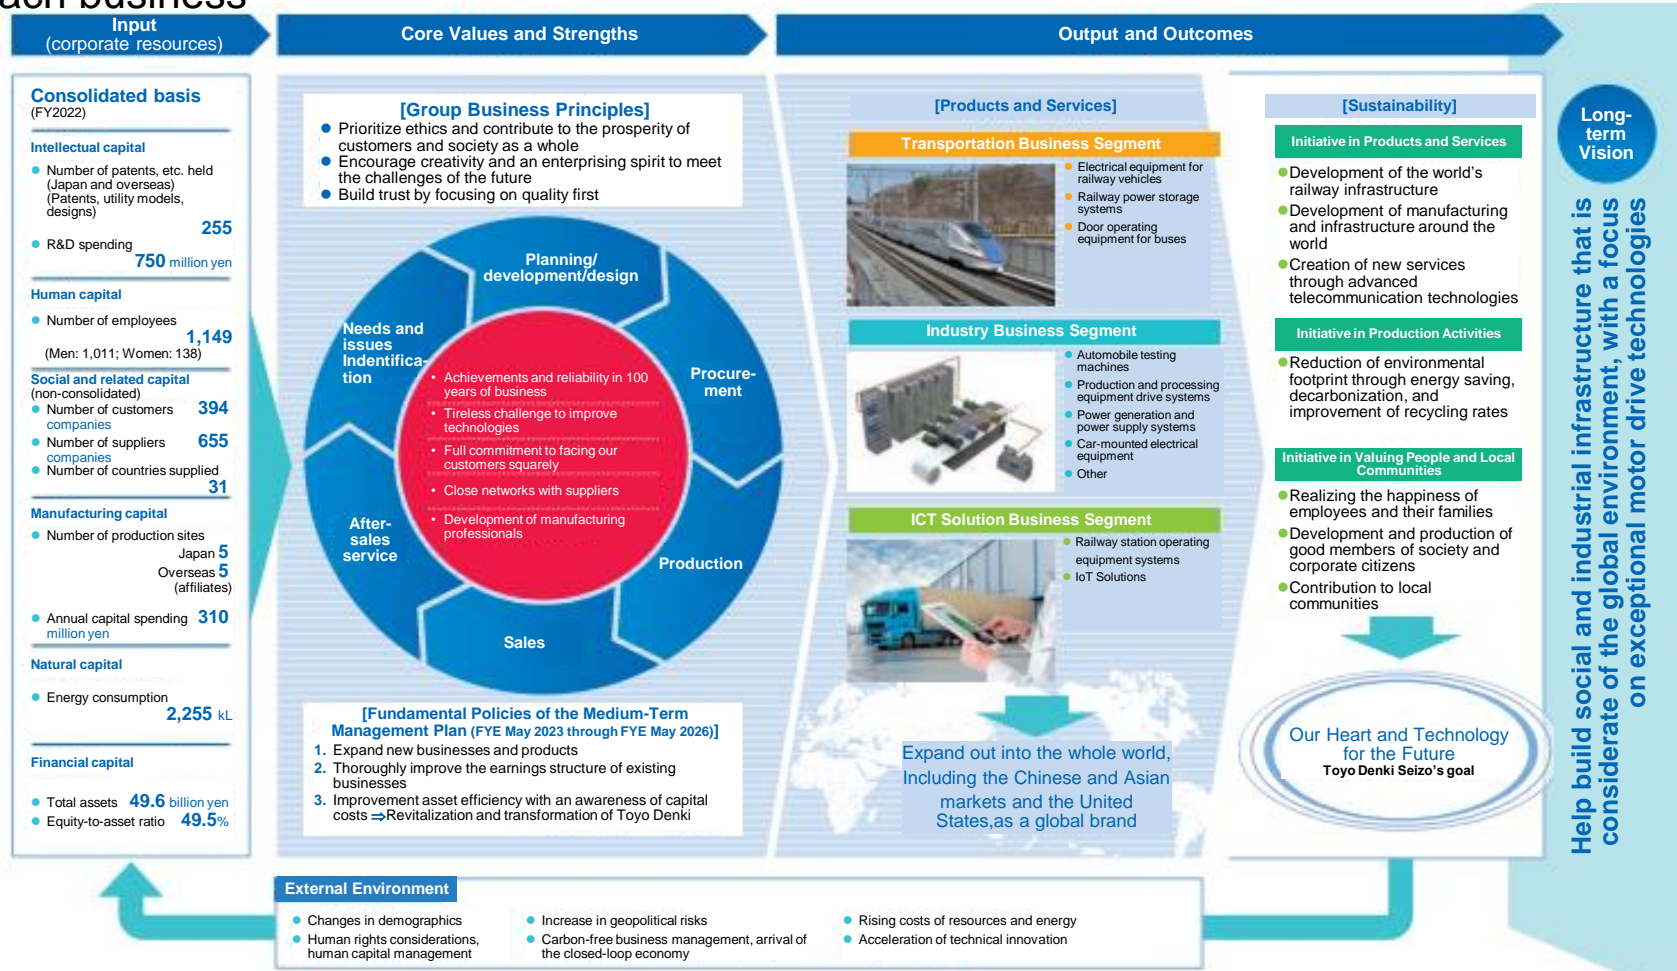 ach business
Input
(corporate resources)
Core Values and Strengths
Output and Outcomes
Consolidated basis
(FY2022)
Intellectual capital
Number of patents, etc. held
(Japan and overseas)
(Patents, utility models,
designs)
255
R&D spending
750 million yen
Human capital
Number of employees
1,149
(Men: 1,011; Women: 138)
Social and related capital
(non-consolidated)
Number of customers 394
companies
Number of suppliers 655
companies
Number of countries supplied
31
Manufacturing capital
Number of production sites
Japan 5
Overseas 5
(affiliates)
Annual capital spending 310
million yen
Natural capital
Energy consumption
2,255 kL
Financial capital
Total assets 49.6 billion yen
Equity-to-asset ratio 49.5%
[Group Business Principles]
Prioritize ethics and contribute to the prosperity of
customers and society as a whole
Encourage creativity and an enterprising spirit to meet
the challenges of the future
Build trust by focusing on quality first
Planning/
development/design
Procure-
ment
Production
Sales
After-
sales
service
Needs and
issues
Indentifica-
tion
Achievements and reliability in 100
years of business
Tireless challenge to improve
technologies
Full commitment to facing our
customers squarely
Close networks with suppliers
Development of manufacturing
professionals
[Fundamental Policies of the Medium-Term
Management Plan (FYE May 2023 through FYE May 2026)]
1. Expand new businesses and products
2. Thoroughly improve the earnings structure of existing
businesses
3. Improvement asset efficiency with an awareness of capital
costs ⇒Revitalization and transformation of Toyo Denki
[Products and Services]
Transportation Business Segment
Electrical equipment for
railway vehicles
Railway power storage
systems
Door operating
equipment for buses
Industry Business Segment
Automobile testing
machines
Production and processing
equipment drive systems
Power generation and
power supply systems
Car-mounted electrical
equipment
Other
ICT Solution Business Segment
Railway station operating
equipment systems
IoT Solutions
Expand out into the whole world,
Including the Chinese and Asian
markets and the United
States,as a global brand
[Sustainability]
Initiative in Products and Services
Development of the world's
railway infrastructure
Development of manufacturing
and infrastructure around the
world
Creation of new services
through advanced
telecommunication technologies
Initiative in Production Activities
Reduction of environmental
footprint through energy saving,
decarbonization, and
improvement of recycling rates
Initiative in Valuing People and Local
Communities
Realizing the happiness of
employees and their families
Development and production of
good members of society and
corporate citizens
Contribution to local
communities
Our Heart and Technology
for the Future
Toyo Denki Seizo's goal
Long-
term
Vision
Help build social and industrial infrastructure that is
considerate of the global environment, with a focus
on exceptional motor drive technologies
External Environment
Changes in demographics
Human rights considerations,
human capital management
Increase in geopolitical risks
Carbon-free business management, arrival of
the closed-loop economy
Rising costs of resources and energy
Acceleration of technical innovation